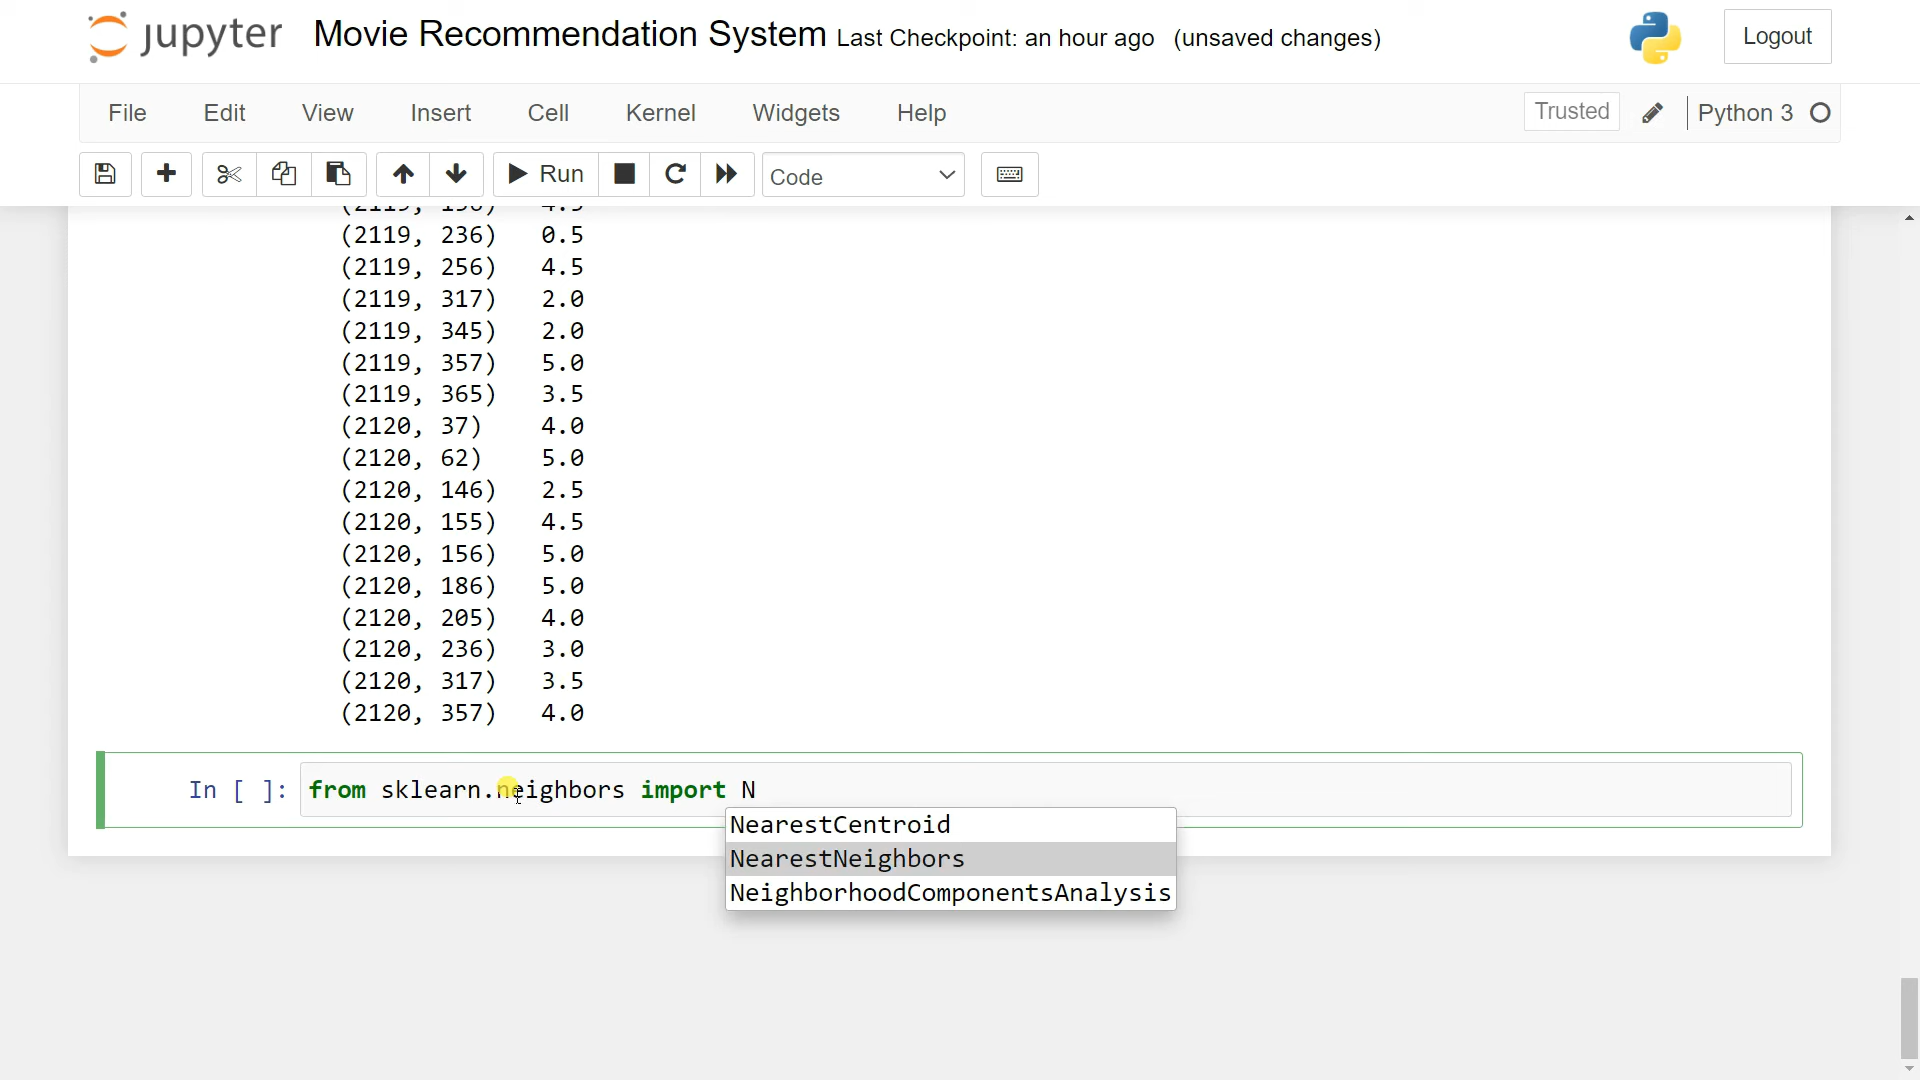 jupyter Movie Recommendation System Last Checkpoint: an hour ago (unsaved changes) Logout
File Edit View Insert Cell Kernel Widgets Help Trusted Python 3
Run Code
(2119, 236) 0.5
(2119, 256) 4.5
(2119, 317) 2.0
(2119, 345) 2.0
(2119, 357) 5.0
(2119, 365) 3.5
(2120, 37) 4.0
(2120, 62) 5.0
(2120, 146) 2.5
(2120, 155) 4.5
(2120, 156) 5.0
(2120, 186) 5.0
(2120, 205) 4.0
(2120, 236) 3.0
(2120, 317) 3.5
(2120, 357) 4.0
In [ ]: from sklearn.neighbors import N
NearestCentroid
NearestNeighbors
NeighborhoodComponentsAnalysis